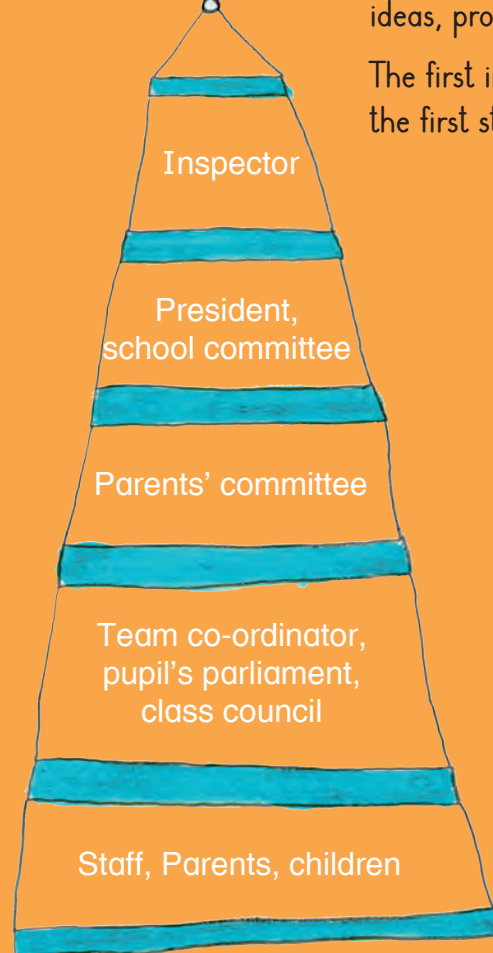 ideas, pro
The first i
the first st
Inspector
President,
school committee
Parents’ committee
Team co-ordinator,
pupil’s parliament,
class council
Staff, Parents, children